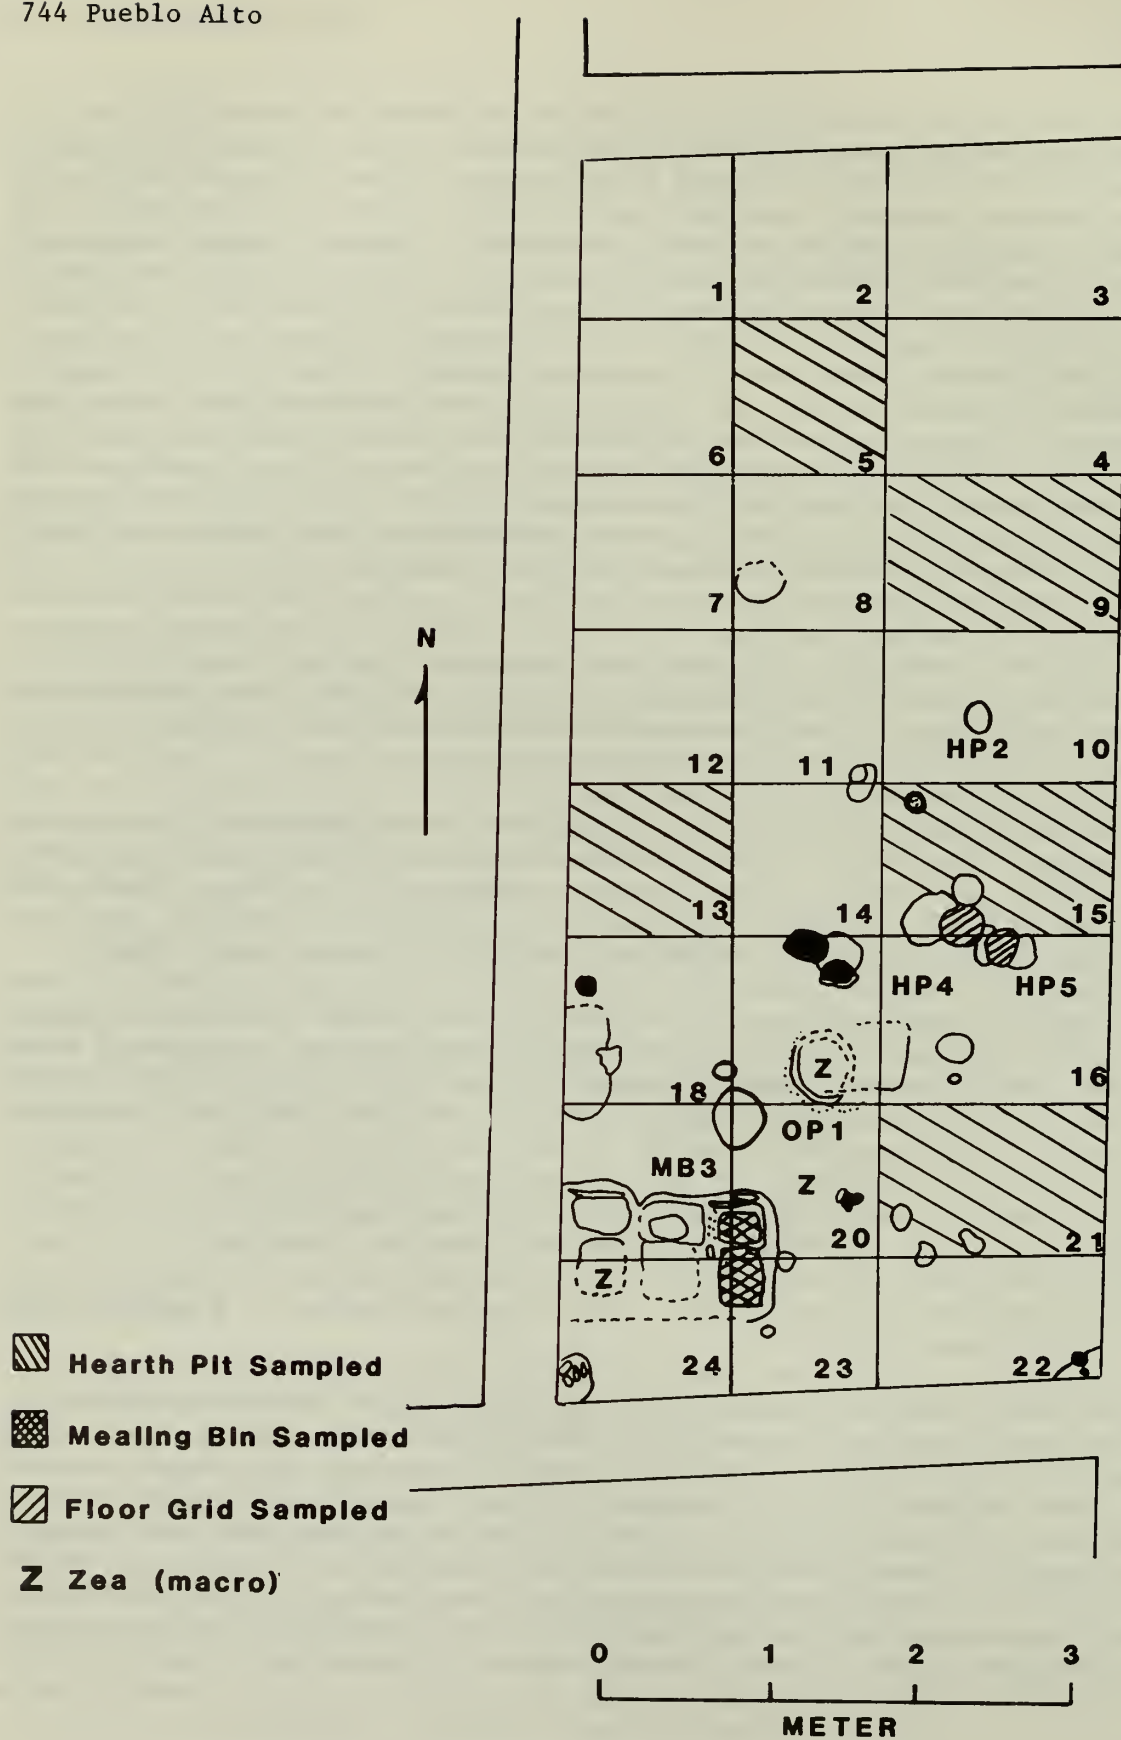 744 Pueblo Alto
1 2 3
6 5 4
7 8 9
N
HP2
12 11 10
13 14 15
HP4 HP5
Z
18 16
OP1
MB3
Z
20 21
Z
24 23 22
Hearth Pit Sampled
Mealing Bin Sampled
Floor Grid Sampled
Z Zea (macro)
0 1 2 3
METER